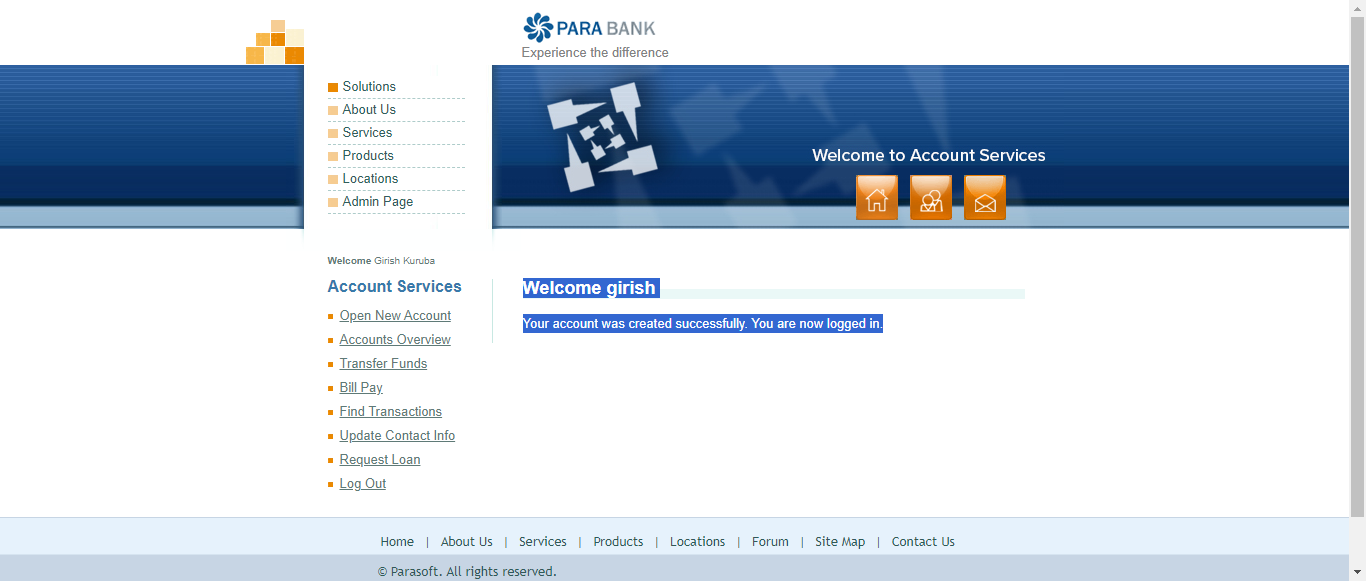 PARA BANK
Experience the difference
Solutions
About Us
Services
Products
Locations
Admin Page
Welcome to Account Services
Welcome Girish Kuruba
Account Services
Open New Account
Accounts Overview
Transfer Funds
Bill Pay
Find Transactions
Update Contact Info
Request Loan
Log Out
Welcome girish
Your account was created successfully. You are now logged in.
Home | About Us | Services | Products | Locations | Forum | Site Map | Contact Us
© Parasoft. All rights reserved.